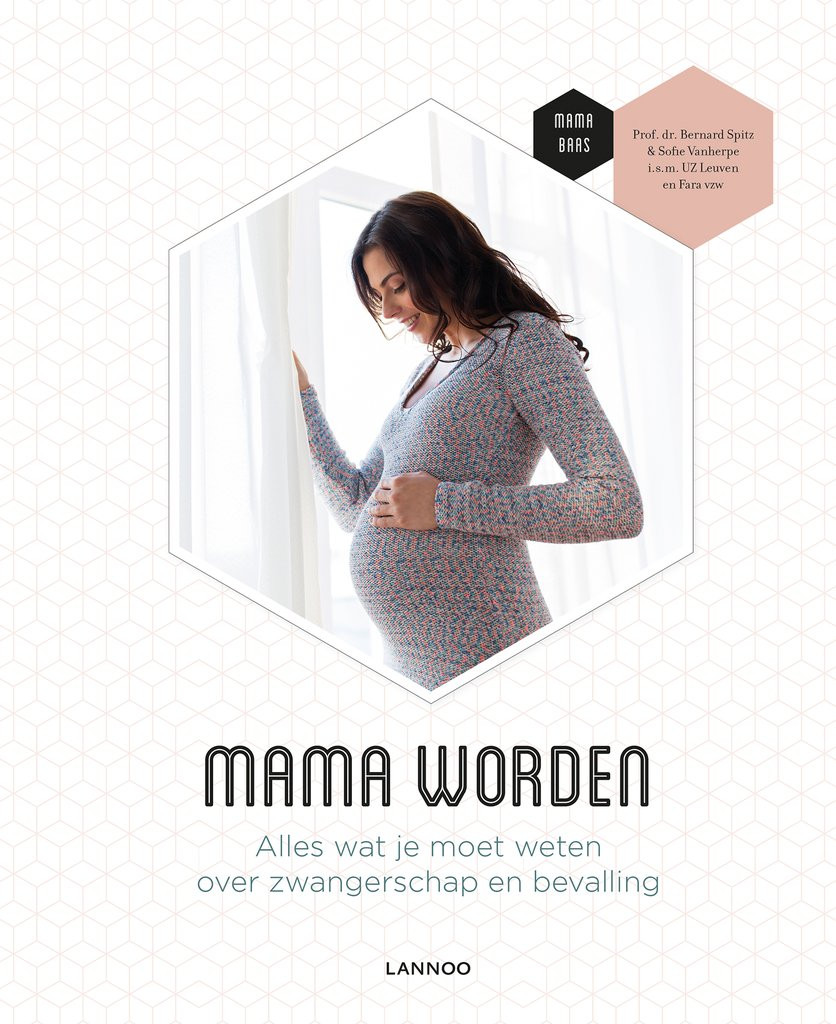 MAMA
BAAS
Prof. dr. Bernard Spitz
& Sofie Vanherpe
i.s.m. UZ Leuven
en Fara vzw
MAMA WORDEN
Alles wat je moet weten
over zwangerschap en bevalling
LANNOO